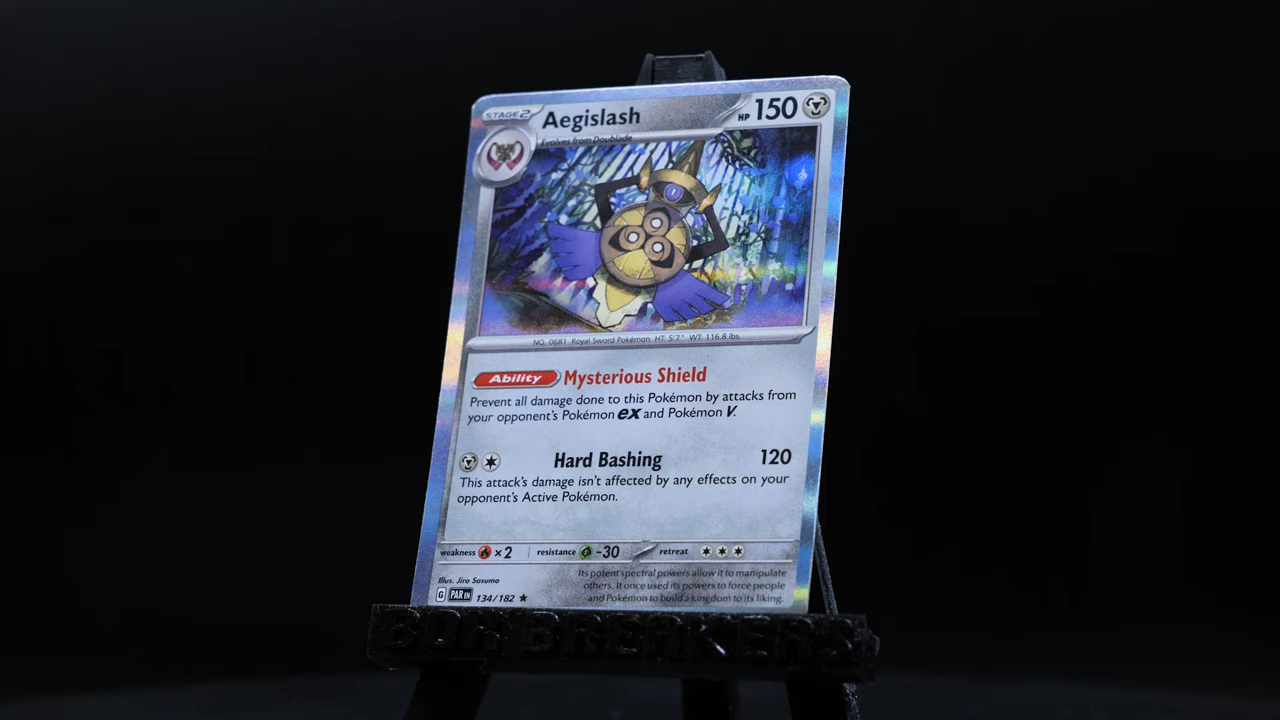 STAGE 2
Aegislash
HP 150
Evolves from Doublade
NO. 0681 Royal Sword Pokémon HT: 5'7" WT: 116.8 lbs.
Ability Mysterious Shield
Prevent all damage done to this Pokémon by attacks from
your opponent's Pokémon ex and Pokémon V.
Hard Bashing 120
This attack's damage isn't affected by any effects on your
opponent's Active Pokémon.
weakness ×2 resistance -30 retreat
Illus. Jiro Sasumo
Its potent spectral powers allow it to manipulate
others. It once used its powers to force people
and Pokémon to build a kingdom to its liking.
G PAR EN 134/182
BOX BREAKERS